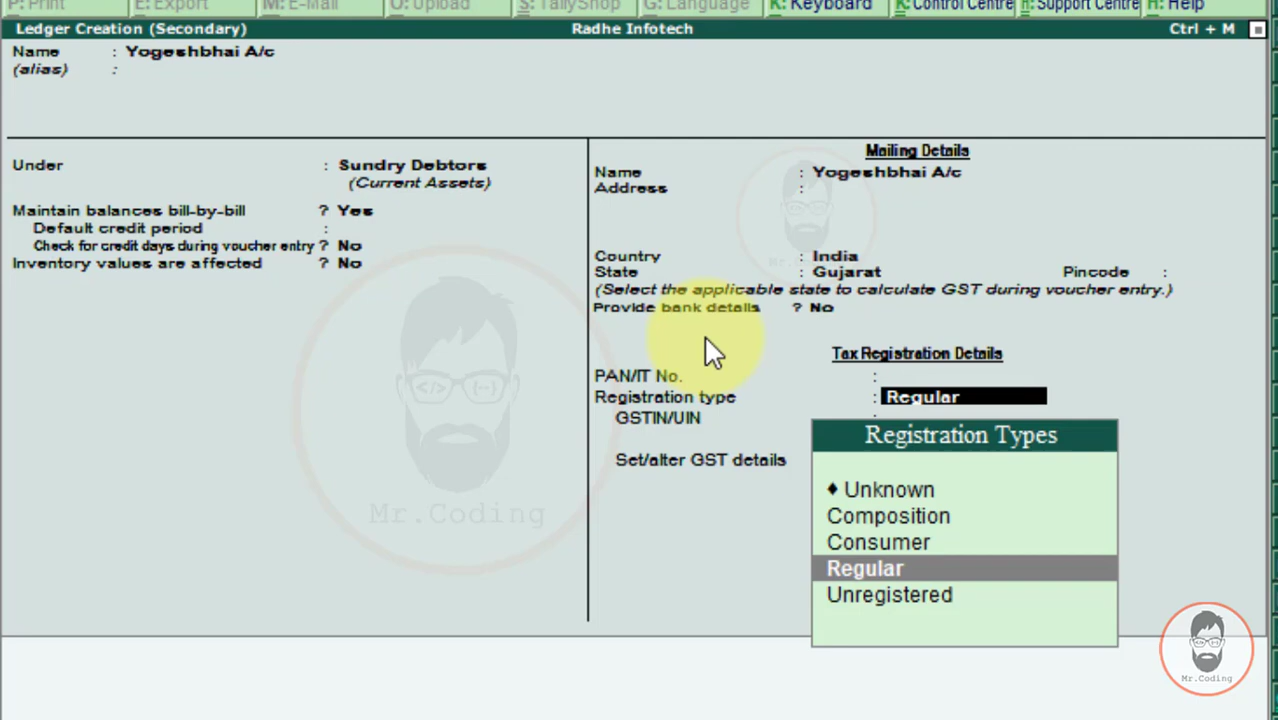 P: Print E: Export M: E-Mail O: Upload S: TallyShop G: Language K: Keyboard K: Control Centre H: Support Centre H: Help
Ledger Creation (Secondary) Radhe Infotech Ctrl + M
Name : Yogeshbhai A/c
(alias) :
Mailing Details
Under : Sundry Debtors
(Current Assets)
Name : Yogeshbhai A/c
Address :
Maintain balances bill-by-bill ? Yes
Default credit period :
Check for credit days during voucher entry ? No
Inventory values are affected ? No
Country : India
State : Gujarat Pincode :
(Select the applicable state to calculate GST during voucher entry.)
Provide bank details ? No
Tax Registration Details
PAN/IT No. :
Registration type : Regular
GSTIN/UIN :
Set/alter GST details
Registration Types
♦ Unknown
Composition
Consumer
Regular
Unregistered
Mr.Coding
Mr.Coding